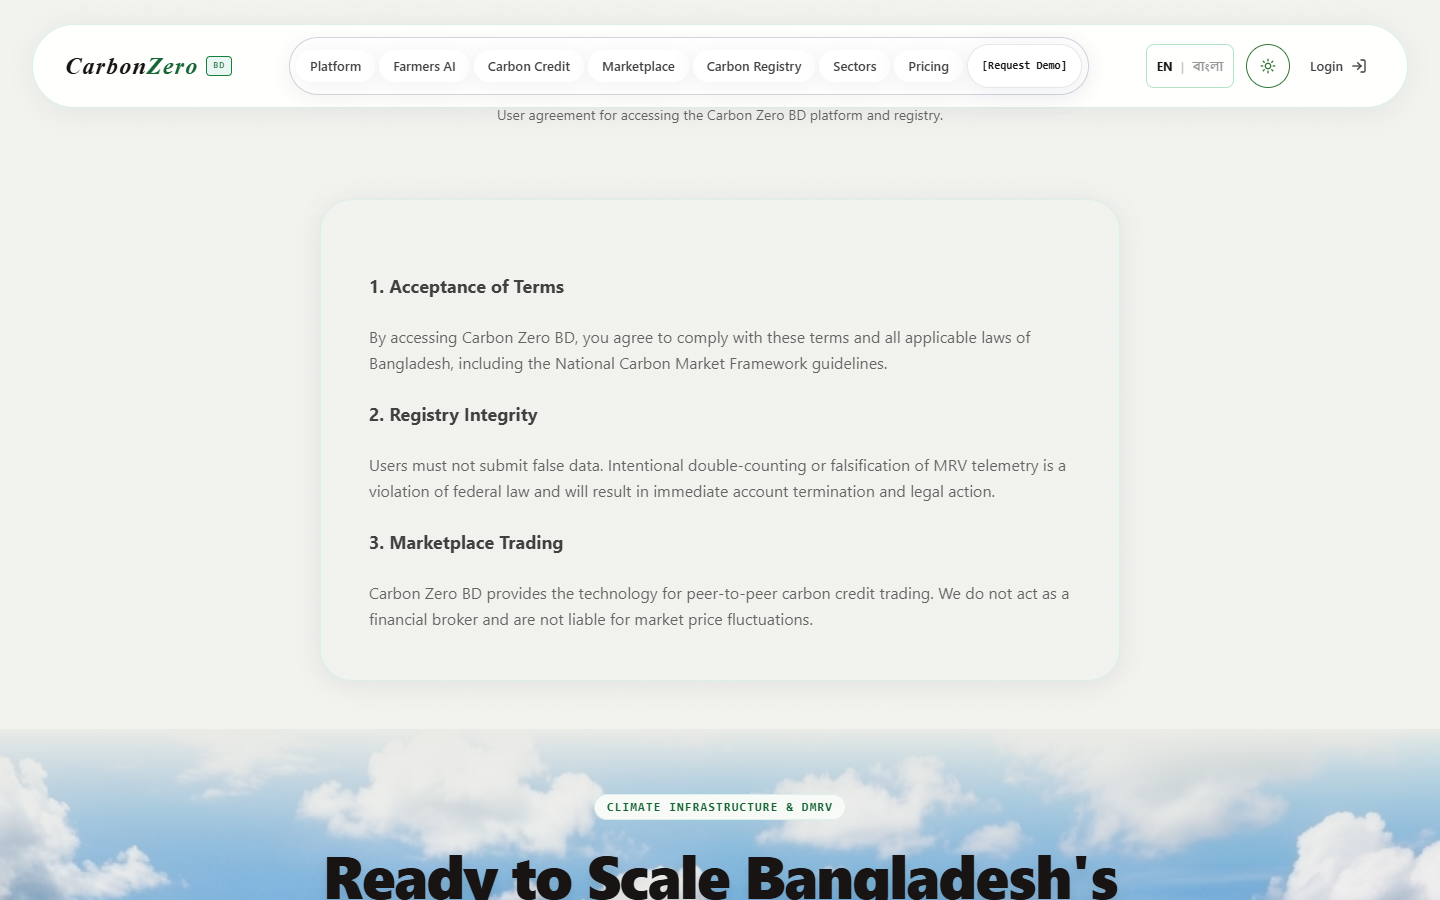 CarbonZero BD
Platform
Farmers AI
Carbon Credit
Marketplace
Carbon Registry
Sectors
Pricing
[Request Demo]
EN | বাংলা
Login
User agreement for accessing the Carbon Zero BD platform and registry.
1. Acceptance of Terms
By accessing Carbon Zero BD, you agree to comply with these terms and all applicable laws of
Bangladesh, including the National Carbon Market Framework guidelines.
2. Registry Integrity
Users must not submit false data. Intentional double-counting or falsification of MRV telemetry is a
violation of federal law and will result in immediate account termination and legal action.
3. Marketplace Trading
Carbon Zero BD provides the technology for peer-to-peer carbon credit trading. We do not act as a
financial broker and are not liable for market price fluctuations.
CLIMATE INFRASTRUCTURE & DMRV
Ready to Scale Bangladesh's